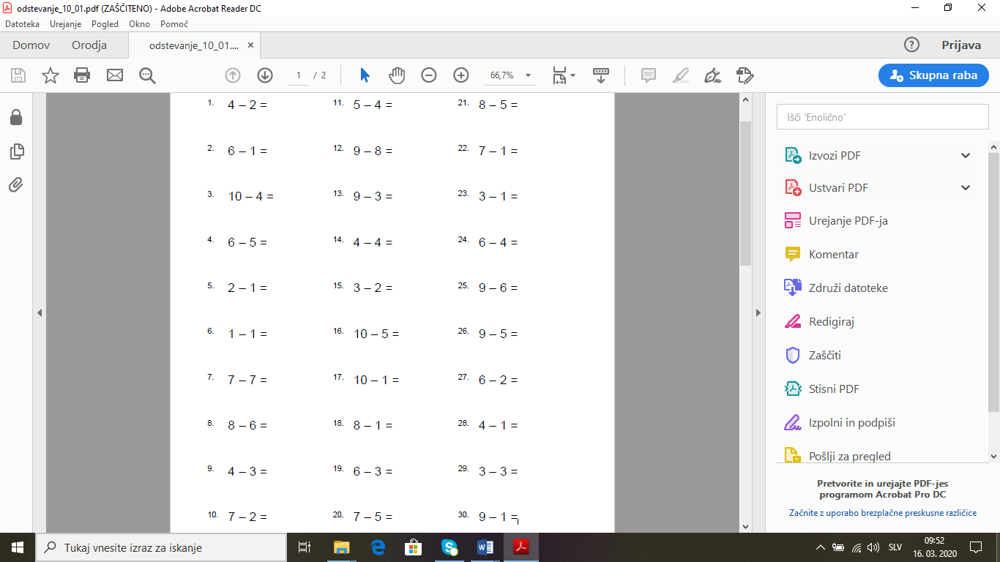 odstevanje_10_01.pdf (ZAŠČITENO) - Adobe Acrobat Reader DC
Datoteka Urejanje Pogled Okno Pomoč
Domov Orodja odstevanje_10_01.... × Prijava
1 / 2 66,7% Skupna raba
1. 4 – 2 = 11. 5 – 4 = 21. 8 – 5 =
2. 6 – 1 = 12. 9 – 8 = 22. 7 – 1 =
3. 10 – 4 = 13. 9 – 3 = 23. 3 – 1 =
4. 6 – 5 = 14. 4 – 4 = 24. 6 – 4 =
5. 2 – 1 = 15. 3 – 2 = 25. 9 – 6 =
6. 1 – 1 = 16. 10 – 5 = 26. 9 – 5 =
7. 7 – 7 = 17. 10 – 1 = 27. 6 – 2 =
8. 8 – 6 = 18. 8 – 1 = 28. 4 – 1 =
9. 4 – 3 = 19. 6 – 3 = 29. 3 – 3 =
10. 7 – 2 = 20. 7 – 5 = 30. 9 – 1 =
Išči 'Enolično'
Izvozi PDF
Ustvari PDF
Urejanje PDF-ja
Komentar
Združi datoteke
Redigiraj
Zaščiti
Stisni PDF
Izpolni in podpiši
Pošlji za pregled
Pretvorite in urejajte PDF-jes
programom Acrobat Pro DC
Začnite z uporabo brezplačne preskusne različice
Tukaj vnesite izraz za iskanje
SLV
09:52
16. 03. 2020